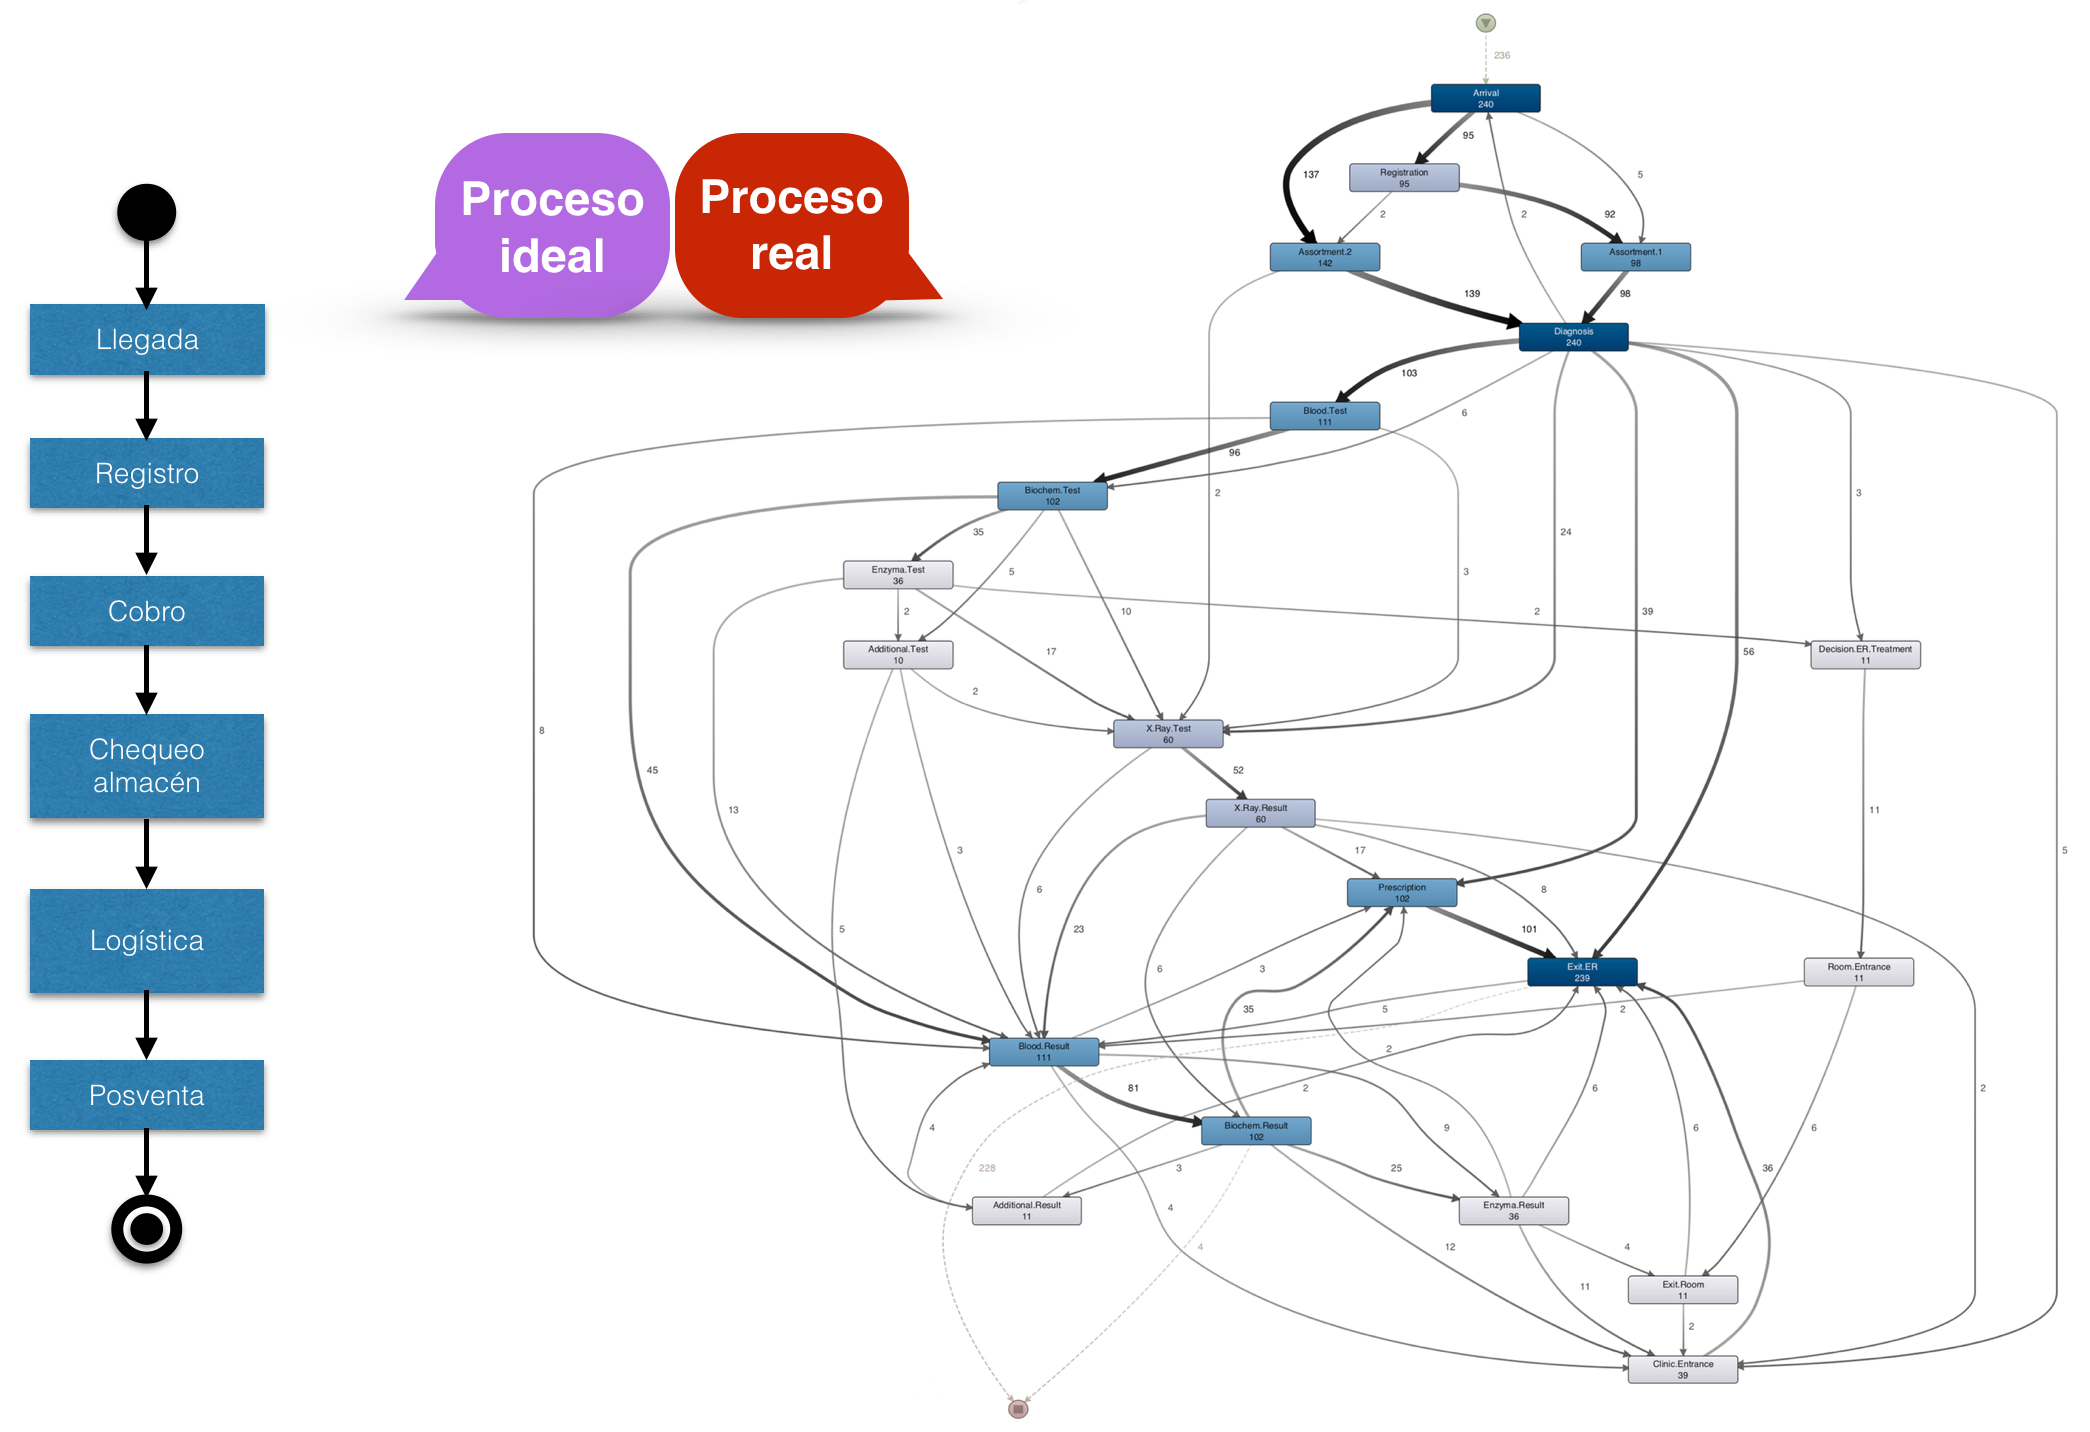 Llegada
Registro
Cobro
Chequeo
almacén
Logística
Posventa
Proceso
ideal
Proceso
real
236
Arrival
240
95
137
5
Registration
95
2
2
92
Assortment.2
142
Assortment.1
98
139
98
Diagnosis
240
103
6
Blood.Test
111
96
Biochem.Test
102
2
3
35
5
24
3
Enzyma.Test
36
2
10
2
39
Additional.Test
10
17
Decision.ER.Treatment
11
56
2
8
X.Ray.Test
60
45
52
13
X.Ray.Result
60
11
3
17
5
6
Prescription
102
8
5
23
101
6
3
Exit.ER
239
Room.Entrance
11
35
5
2
Blood.Result
111
2
81
2
6
2
4
Biochem.Result
102
9
6
6
228
3
25
36
Additional.Result
11
4
Enzyma.Result
36
4
12
4
11
Exit.Room
11
2
Clinic.Entrance
39